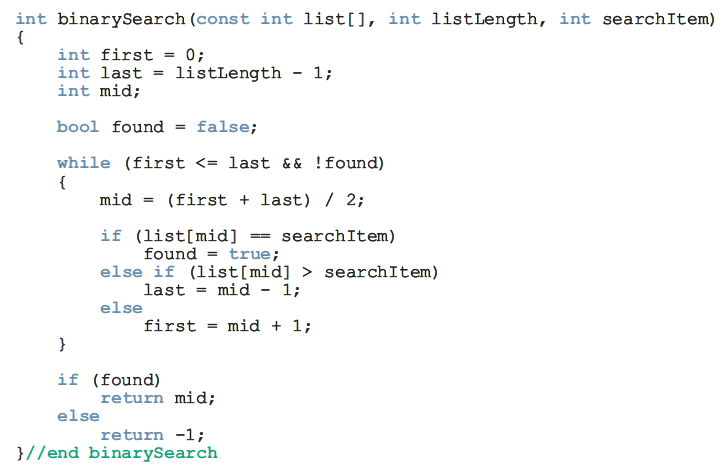 int binarySearch(const int list[], int listLength, int searchItem)
{
    int first = 0;
    int last = listLength - 1;
    int mid;

    bool found = false;

    while (first <= last && !found)
    {
        mid = (first + last) / 2;

        if (list[mid] == searchItem)
            found = true;
        else if (list[mid] > searchItem)
            last = mid - 1;
        else
            first = mid + 1;
    }

    if (found)
        return mid;
    else
        return -1;
}//end binarySearch